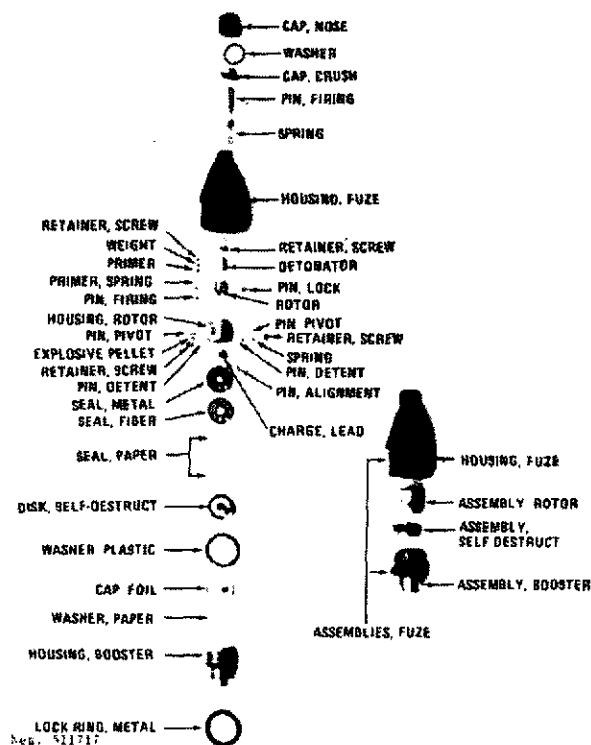 CAP, NOSE
WASHER
CAP, CRUSH
PIN, FIRING
SPRING
HOUSING, FUZE
RETAINER, SCREW
WEIGHT
PRIMER
PRIMER, SPRING
PIN, FIRING
HOUSING, ROTOR
PIN, PIVOT
EXPLOSIVE PELLET
RETAINER, SCREW
PIN, DETENT
SEAL, METAL
SEAL, FIBER
RETAINER, SCREW
DETONATOR
PIN, LOCK
ROTOR
PIN, PIVOT
RETAINER, SCREW
SPRING
PIN, DETENT
PIN, ALIGNMENT
CHARGE, LEAD
SEAL, PAPER
DISK, SELF-DESTRUCT
WASHER PLASTIC
CAP FOIL
WASHER, PAPER
HOUSING, BOOSTER
LOCK RING, METAL
Neg. 511717
HOUSING, FUZE
ASSEMBLY ROTOR
ASSEMBLY,
SELF DESTRUCT
ASSEMBLY, BOOSTER
ASSEMBLIES, FUZE